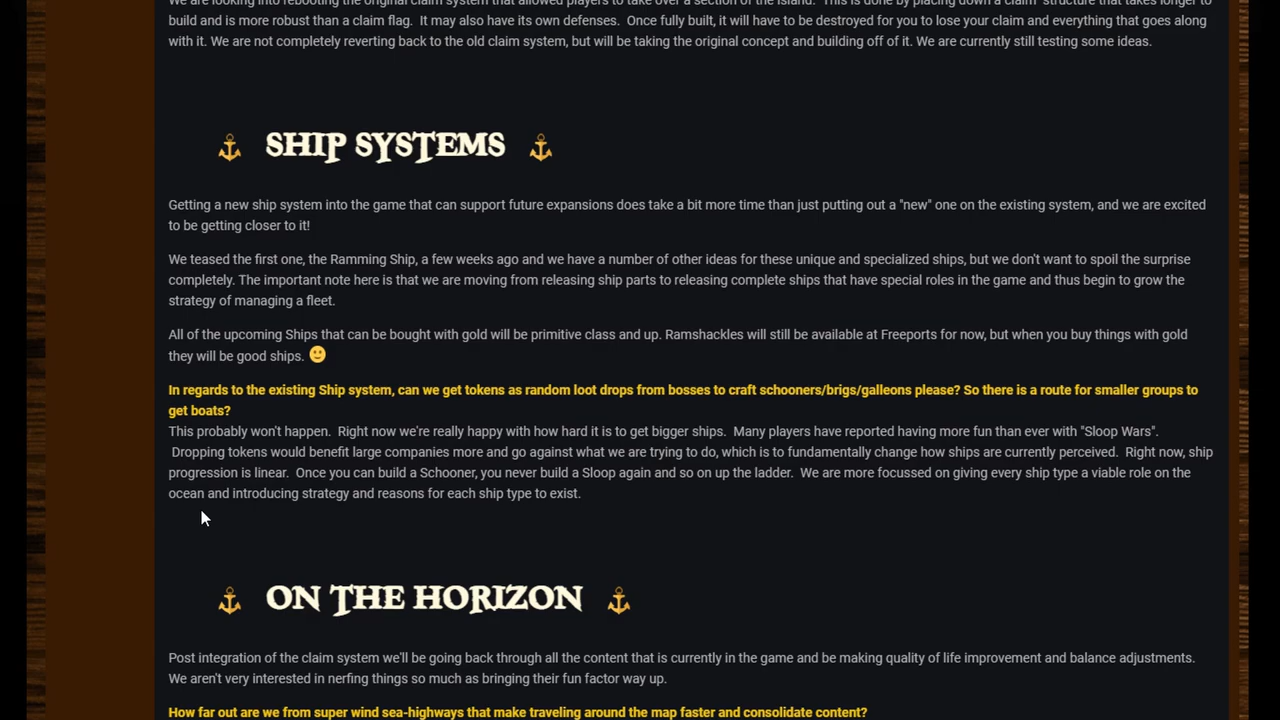 We are looking into rebooting the original claim system that allowed players to take over a section of the island.  This is done by placing down a claim  structure that takes longer to
build and is more robust than a claim flag.  It may also have its own defenses.  Once fully built, it will have to be destroyed for you to lose your claim and everything that goes along
with it. We are not completely reverting back to the old claim system, but will be taking the original concept and building off of it. We are currently still testing some ideas.
SHIP SYSTEMS
Getting a new ship system into the game that can support future expansions does take a bit more time than just putting out a "new" one on the existing system, and we are excited
to be getting closer to it!
We teased the first one, the Ramming Ship, a few weeks ago and we have a number of other ideas for these unique and specialized ships, but we don't want to spoil the surprise
completely. The important note here is that we are moving from releasing ship parts to releasing complete ships that have special roles in the game and thus begin to grow the
strategy of managing a fleet.
All of the upcoming Ships that can be bought with gold will be primitive class and up. Ramshackles will still be available at Freeports for now, but when you buy things with gold
they will be good ships. 🙂
In regards to the existing Ship system, can we get tokens as random loot drops from bosses to craft schooners/brigs/galleons please? So there is a route for smaller groups to
get boats?
This probably won't happen.  Right now we're really happy with how hard it is to get bigger ships.  Many players have reported having more fun than ever with "Sloop Wars".
Dropping tokens would benefit large companies more and go against what we are trying to do, which is to fundamentally change how ships are currently perceived.  Right now, ship
progression is linear.  Once you can build a Schooner, you never build a Sloop again and so on up the ladder.  We are more focussed on giving every ship type a viable role on the
ocean and introducing strategy and reasons for each ship type to exist.
ON THE HORIZON
Post integration of the claim system we'll be going back through all the content that is currently in the game and be making quality of life improvement and balance adjustments.
We aren't very interested in nerfing things so much as bringing their fun factor way up.
How far out are we from super wind sea-highways that make traveling around the map faster and consolidate content?